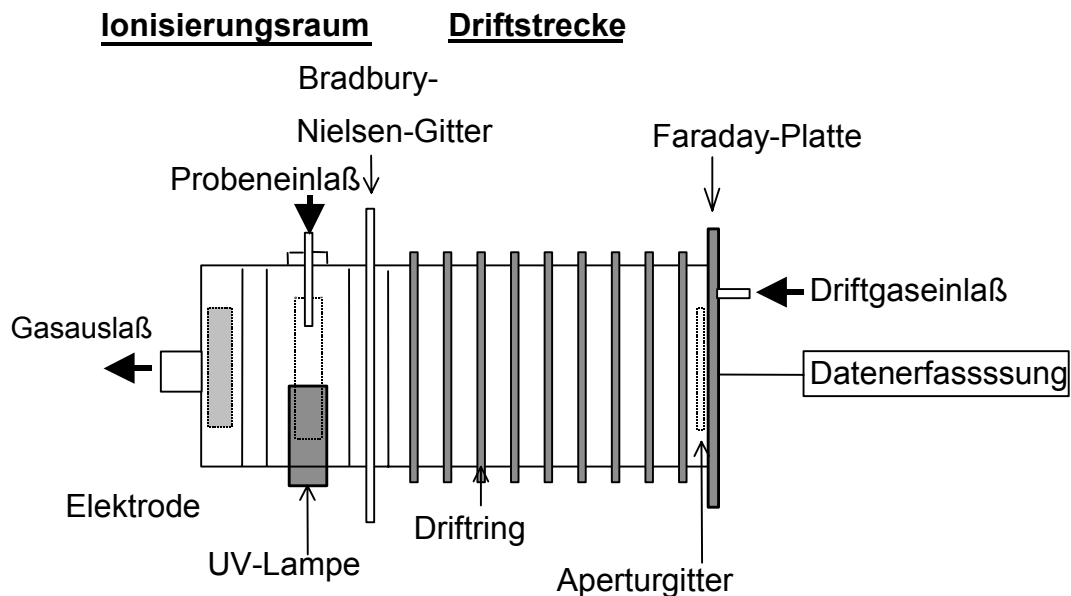 Ionisierungsraum
Driftstrecke
Bradbury-
Nielsen-Gitter
Faraday-Platte
Probeneinlaß
Driftgaseinlaß
Gasauslaß
Datenerfassssung
Elektrode
Driftring
UV-Lampe
Aperturgitter